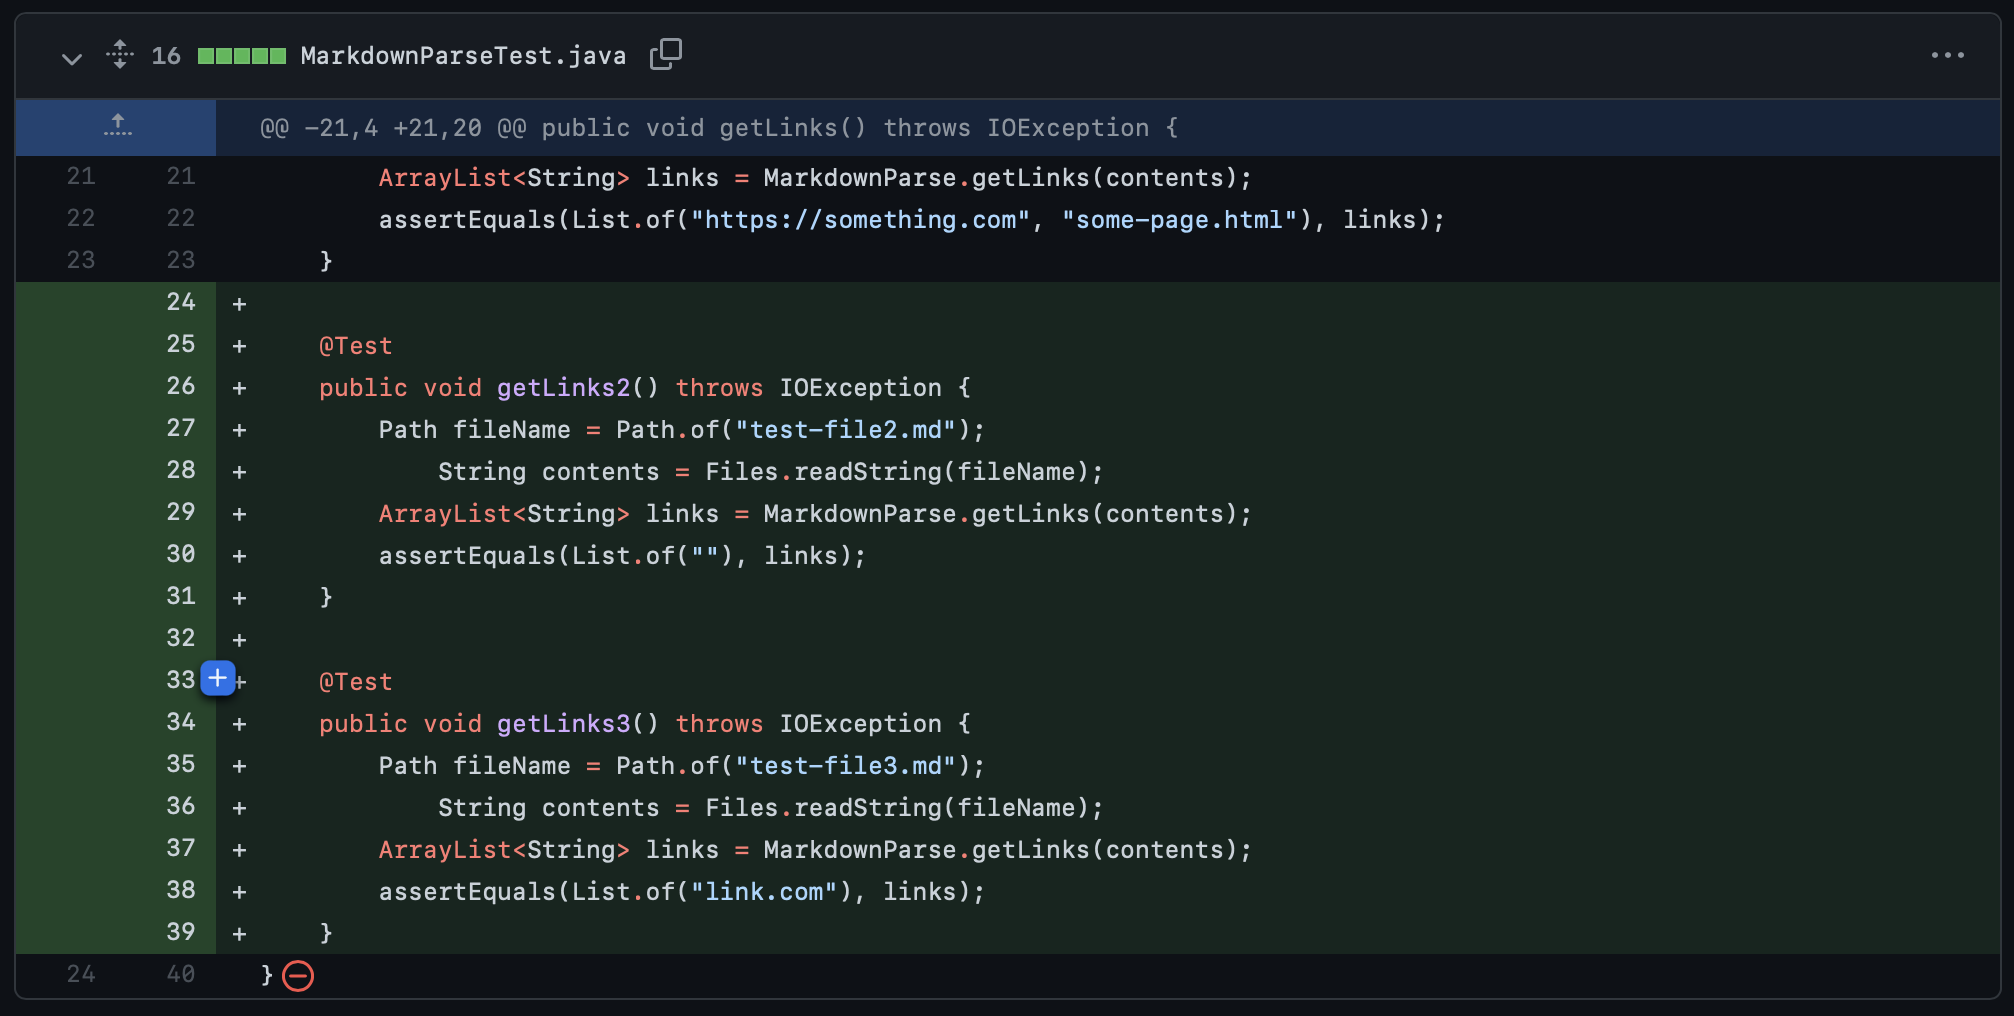 16 MarkdownParseTest.java
@@ -21,4 +21,20 @@ public void getLinks() throws IOException {
21 21 ArrayList<String> links = MarkdownParse.getLinks(contents);
22 22 assertEquals(List.of("https://something.com", "some-page.html"), links);
23 23 }
24 +
25 + @Test
26 + public void getLinks2() throws IOException {
27 + Path fileName = Path.of("test-file2.md");
28 + String contents = Files.readString(fileName);
29 + ArrayList<String> links = MarkdownParse.getLinks(contents);
30 + assertEquals(List.of(""), links);
31 + }
32 +
33 + @Test
34 + public void getLinks3() throws IOException {
35 + Path fileName = Path.of("test-file3.md");
36 + String contents = Files.readString(fileName);
37 + ArrayList<String> links = MarkdownParse.getLinks(contents);
38 + assertEquals(List.of("link.com"), links);
39 + }
24 40 }